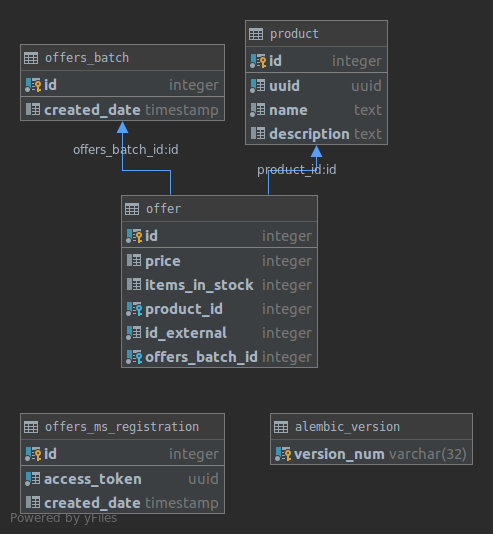 product
id integer
uuid uuid
name text
description text
offers_batch
id integer
created_date timestamp
offers_batch_id:id
product_id:id
offer
id integer
price integer
items_in_stock integer
product_id integer
id_external integer
offers_batch_id integer
offers_ms_registration
id integer
access_token uuid
created_date timestamp
alembic_version
version_num varchar(32)
Powered by yFiles